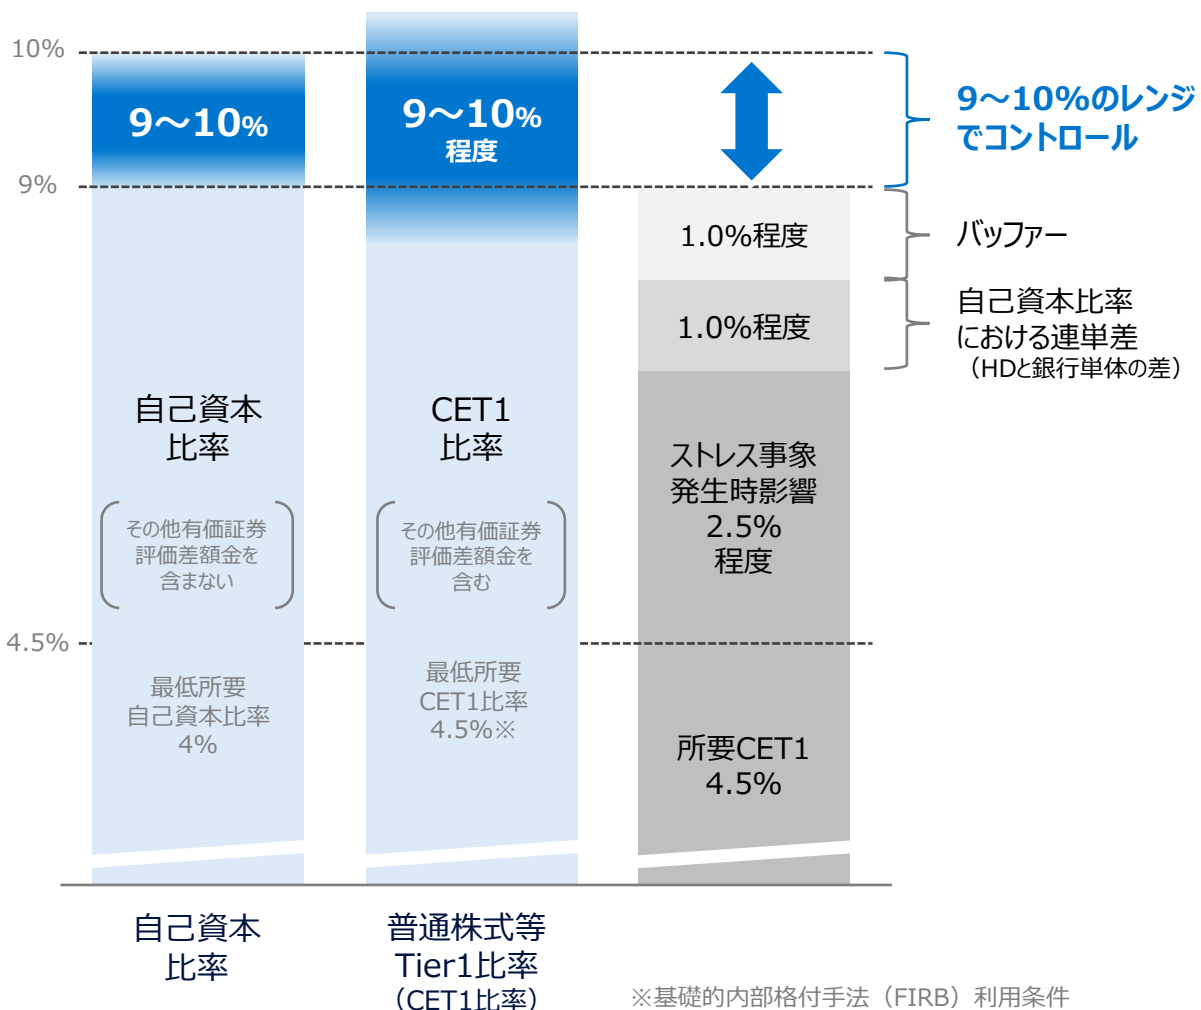 10%
9%
4.5%
9～10%
自己資本
比率
その他有価証券
評価差額金を
含まない
最低所要
自己資本比率
4%
9～10%
程度
CET1
比率
その他有価証券
評価差額金を
含む
最低所要
CET1比率
4.5%※
1.0%程度
1.0%程度
ストレス事象
発生時影響
2.5%
程度
所要CET1
4.5%
9～10%のレンジ
でコントロール
バッファー
自己資本比率
における連単差
（HDと銀行単体の差）
自己資本
比率
普通株式等
Tier1比率
（CET1比率）
※基礎的内部格付手法（FIRB）利用条件